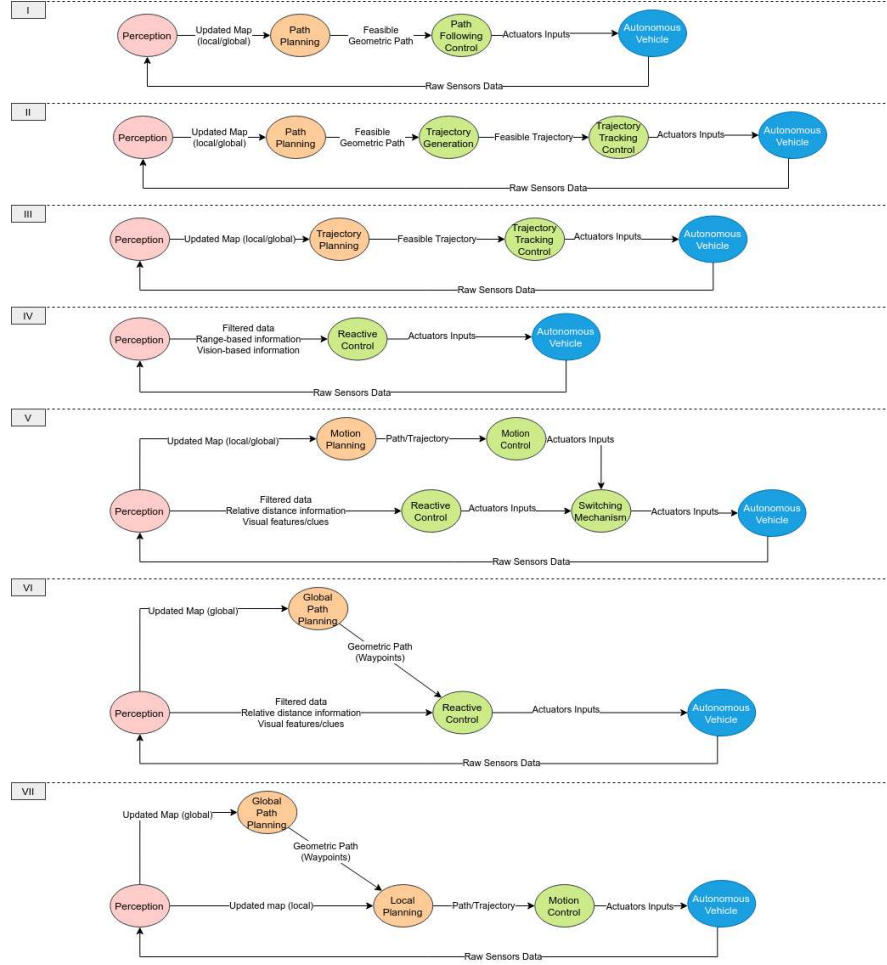 I
Perception
Updated Map
(local/global)
Path
Planning
Feasible
Geometric Path
Path
Following
Control
Actuators Inputs
Autonomous
Vehicle
Raw Sensors Data
II
Perception
Updated Map
(local/global)
Path
Planning
Feasible
Geometric Path
Trajectory
Generation
Feasible Trajectory
Trajectory
Tracking
Control
Actuators Inputs
Autonomous
Vehicle
Raw Sensors Data
III
Perception
Updated Map (local/global)
Trajectory
Planning
Feasible Trajectory
Trajectory
Tracking
Control
Actuators Inputs
Autonomous
Vehicle
Raw Sensors Data
IV
Perception
Filtered data
Range-based information
Vision-based information
Reactive
Control
Actuators Inputs
Autonomous
Vehicle
Raw Sensors Data
V
Updated Map (local/global)
Motion
Planning
Path/Trajectory
Motion
Control
Actuators Inputs
Perception
Filtered data
Relative distance information
Visual features/clues
Reactive
Control
Actuators Inputs
Switching
Mechanism
Actuators Inputs
Autonomous
Vehicle
Raw Sensors Data
VI
Updated Map (global)
Global
Path
Planning
Geometric Path
(Waypoints)
Perception
Filtered data
Relative distance information
Visual features/clues
Reactive
Control
Actuators Inputs
Autonomous
Vehicle
Raw Sensors Data
VII
Updated Map (global)
Global
Path
Planning
Geometric Path
(Waypoints)
Perception
Updated map (local)
Local
Planning
Path/Trajectory
Motion
Control
Actuators Inputs
Autonomous
Vehicle
Raw Sensors Data